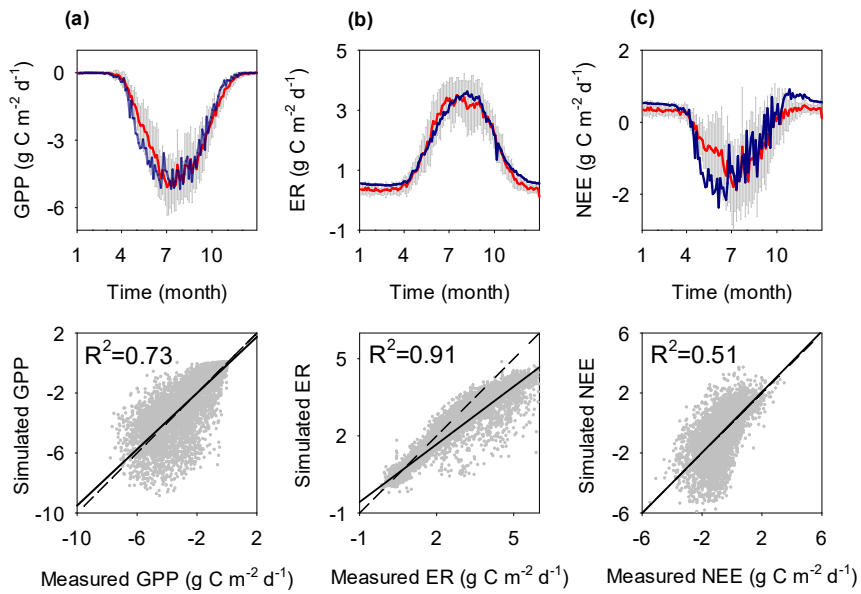 (a)
(b)
(c)
GPP (g C m-2 d-1)
0
-3
-6
1 4 7 10
Time (month)
ER (g C m-2 d-1)
5
3
1
-1
1 4 7 10
Time (month)
NEE (g C m-2 d-1)
2
0
-2
1 4 7 10
Time (month)
R2=0.73
Simulated GPP
2
-2
-6
-10
-10 -6 -2 2
Measured GPP (g C m-2 d-1)
R2=0.91
Simulated ER
5
2
-1
-1 2 5
Measured ER (g C m-2 d-1)
R2=0.51
Simulated NEE
6
2
-2
-6
-6 -2 2 6
Measured NEE (g C m-2 d-1)